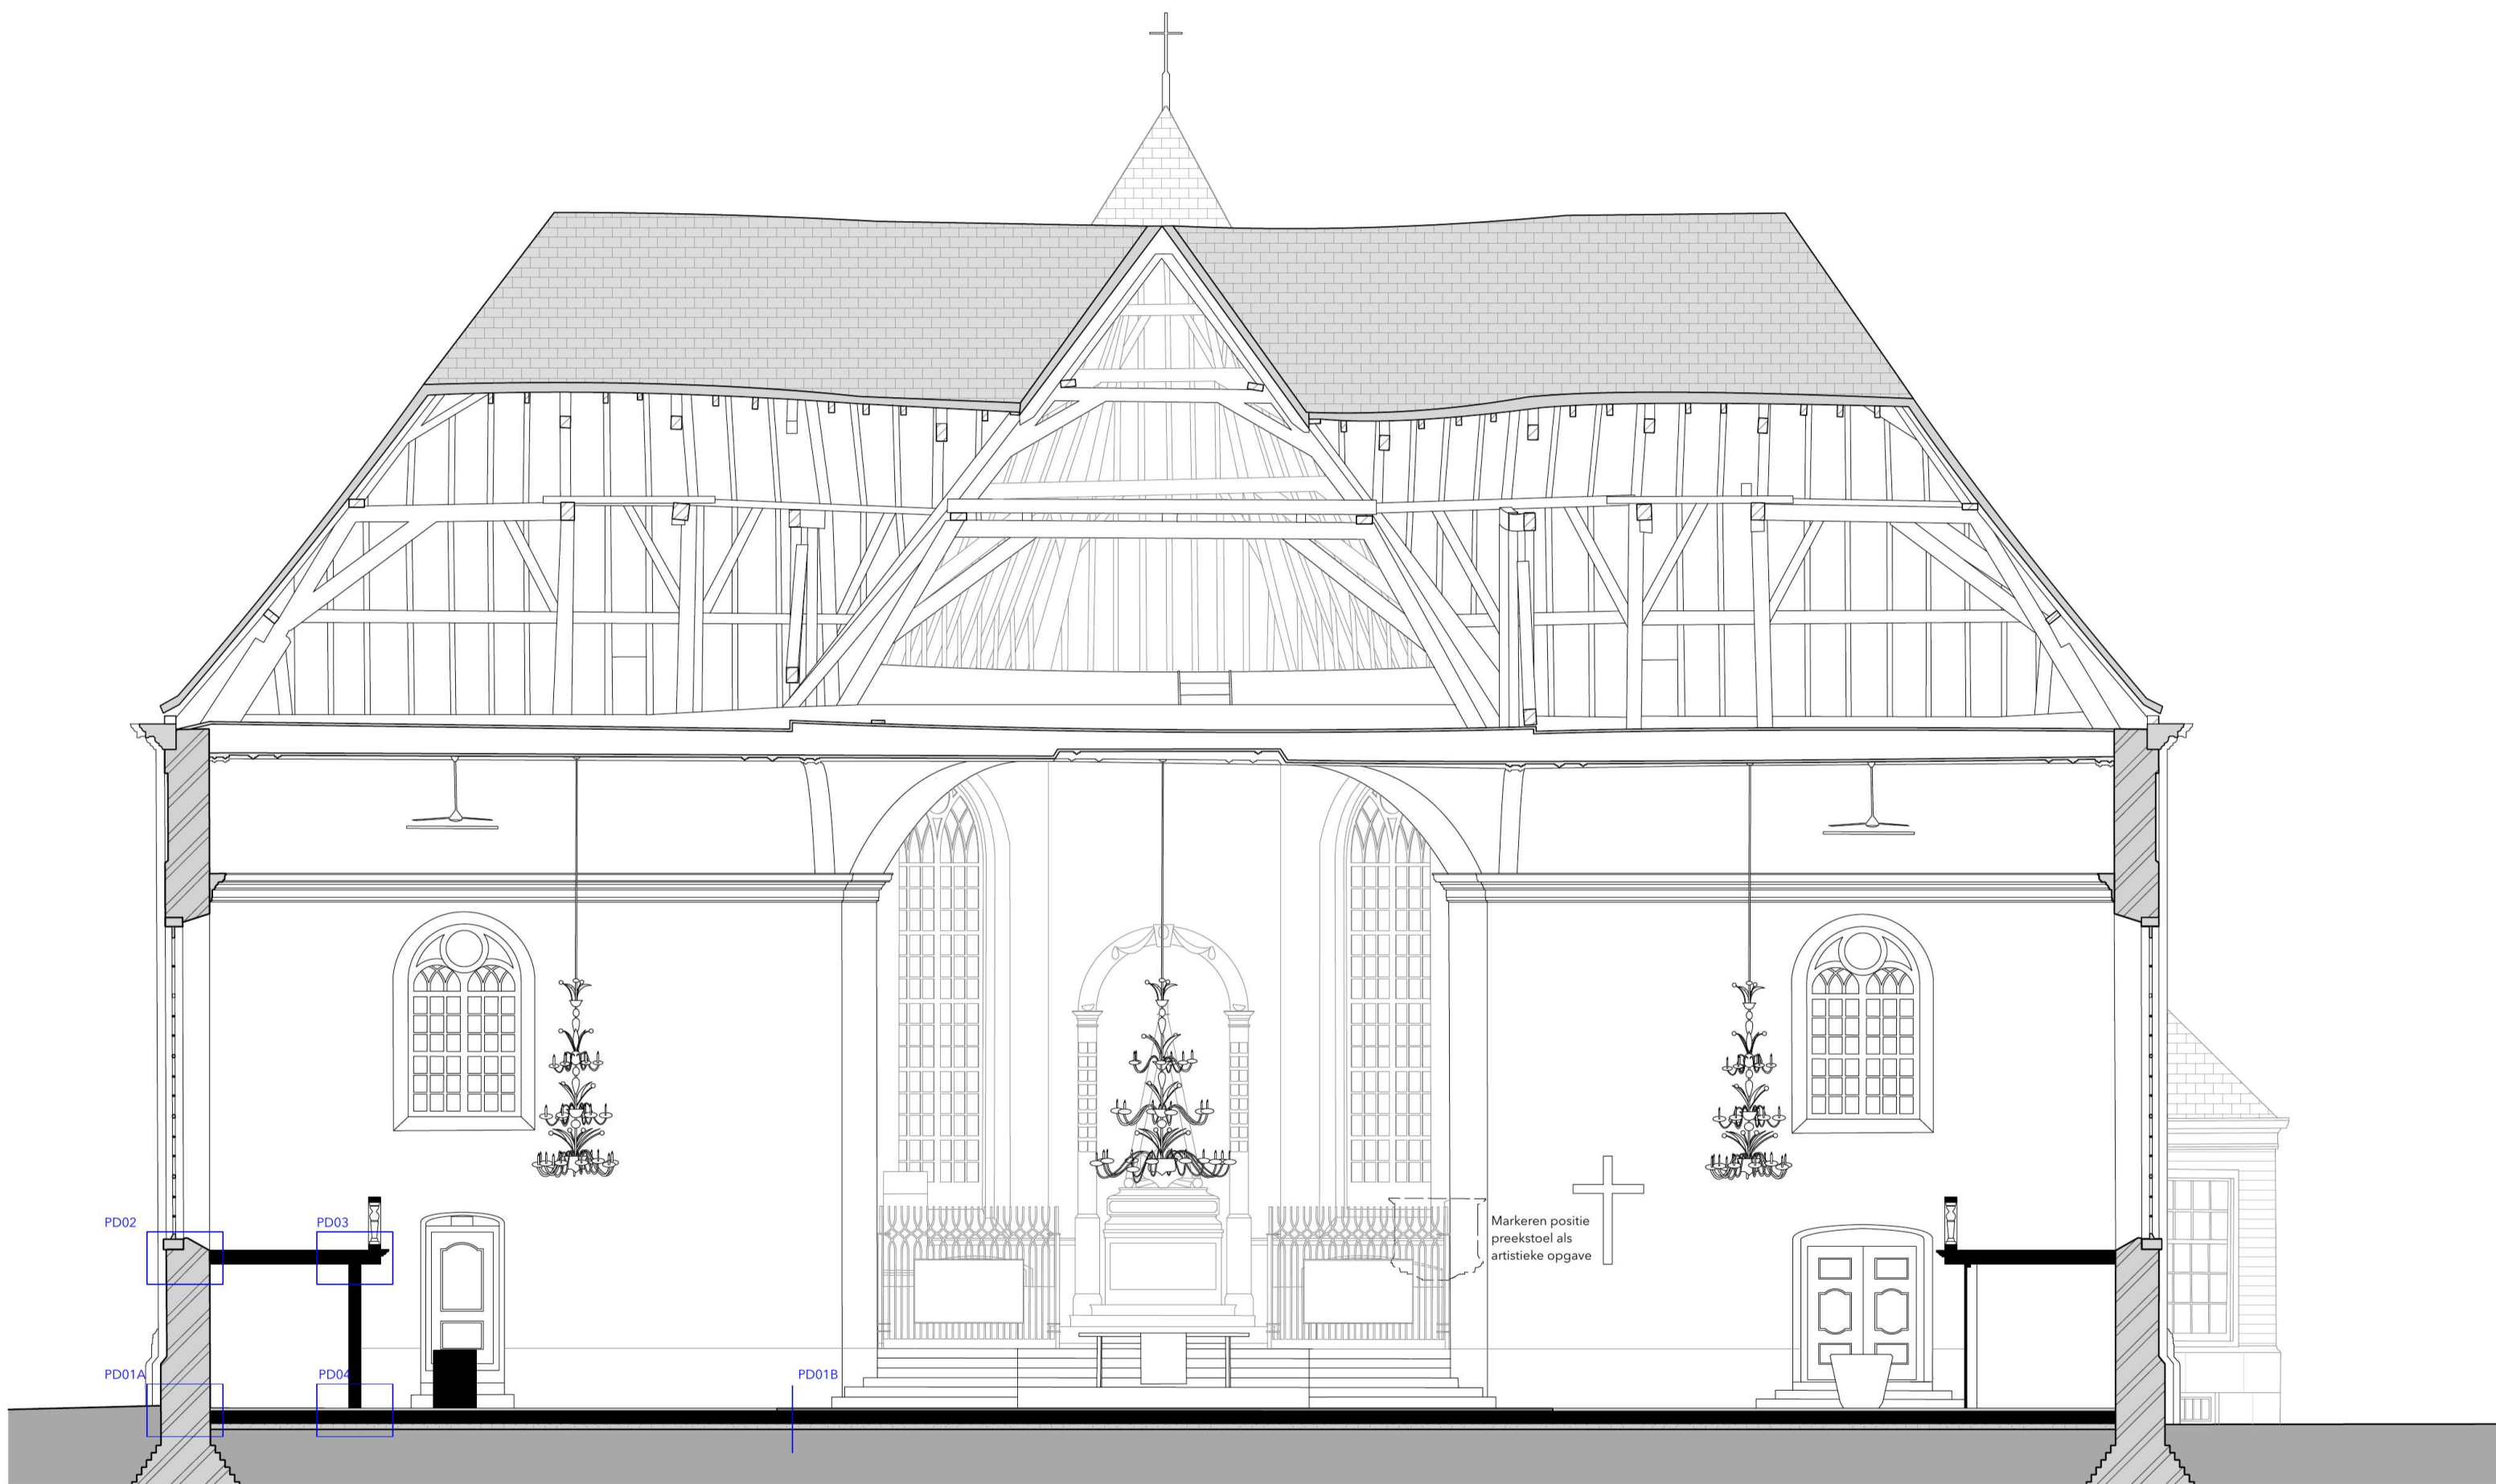 PD02
PD03
Markeren positie
preekstoel als
artistieke opgave
PD01A
PD04
PD01B